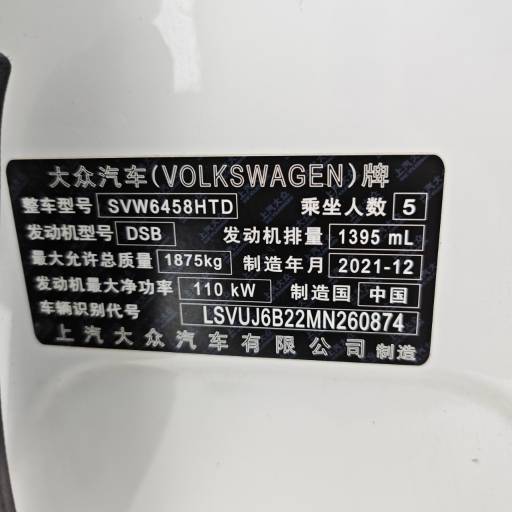 大众汽车(VOLKSWAGEN)牌
整车型号 SVW6458HTD 乘坐人数 5
发动机型号 DSB 发动机排量 1395 mL
最大允许总质量 1875kg 制造年月 2021-12
发动机最大净功率 110 kW 制造国 中国
车辆识别代号 LSVUJ6B22MN260874
上汽大众汽车有限公司 制造